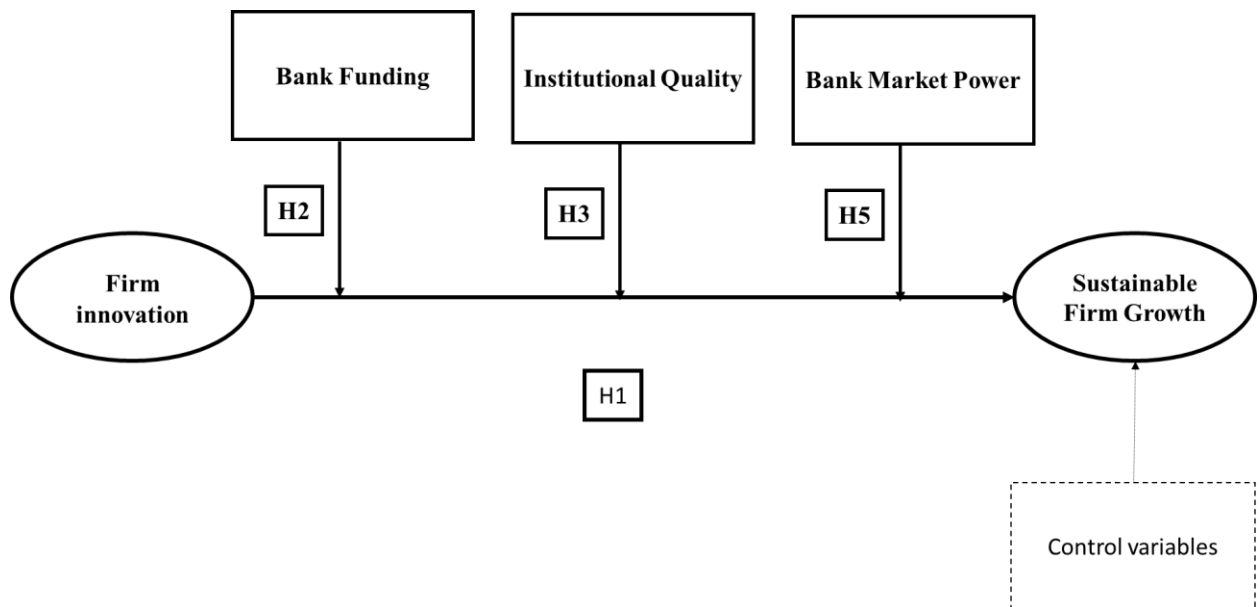 Bank Funding
Institutional Quality
Bank Market Power
H2
H3
H5
Firm
innovation
Sustainable
Firm Growth
H1
Control variables